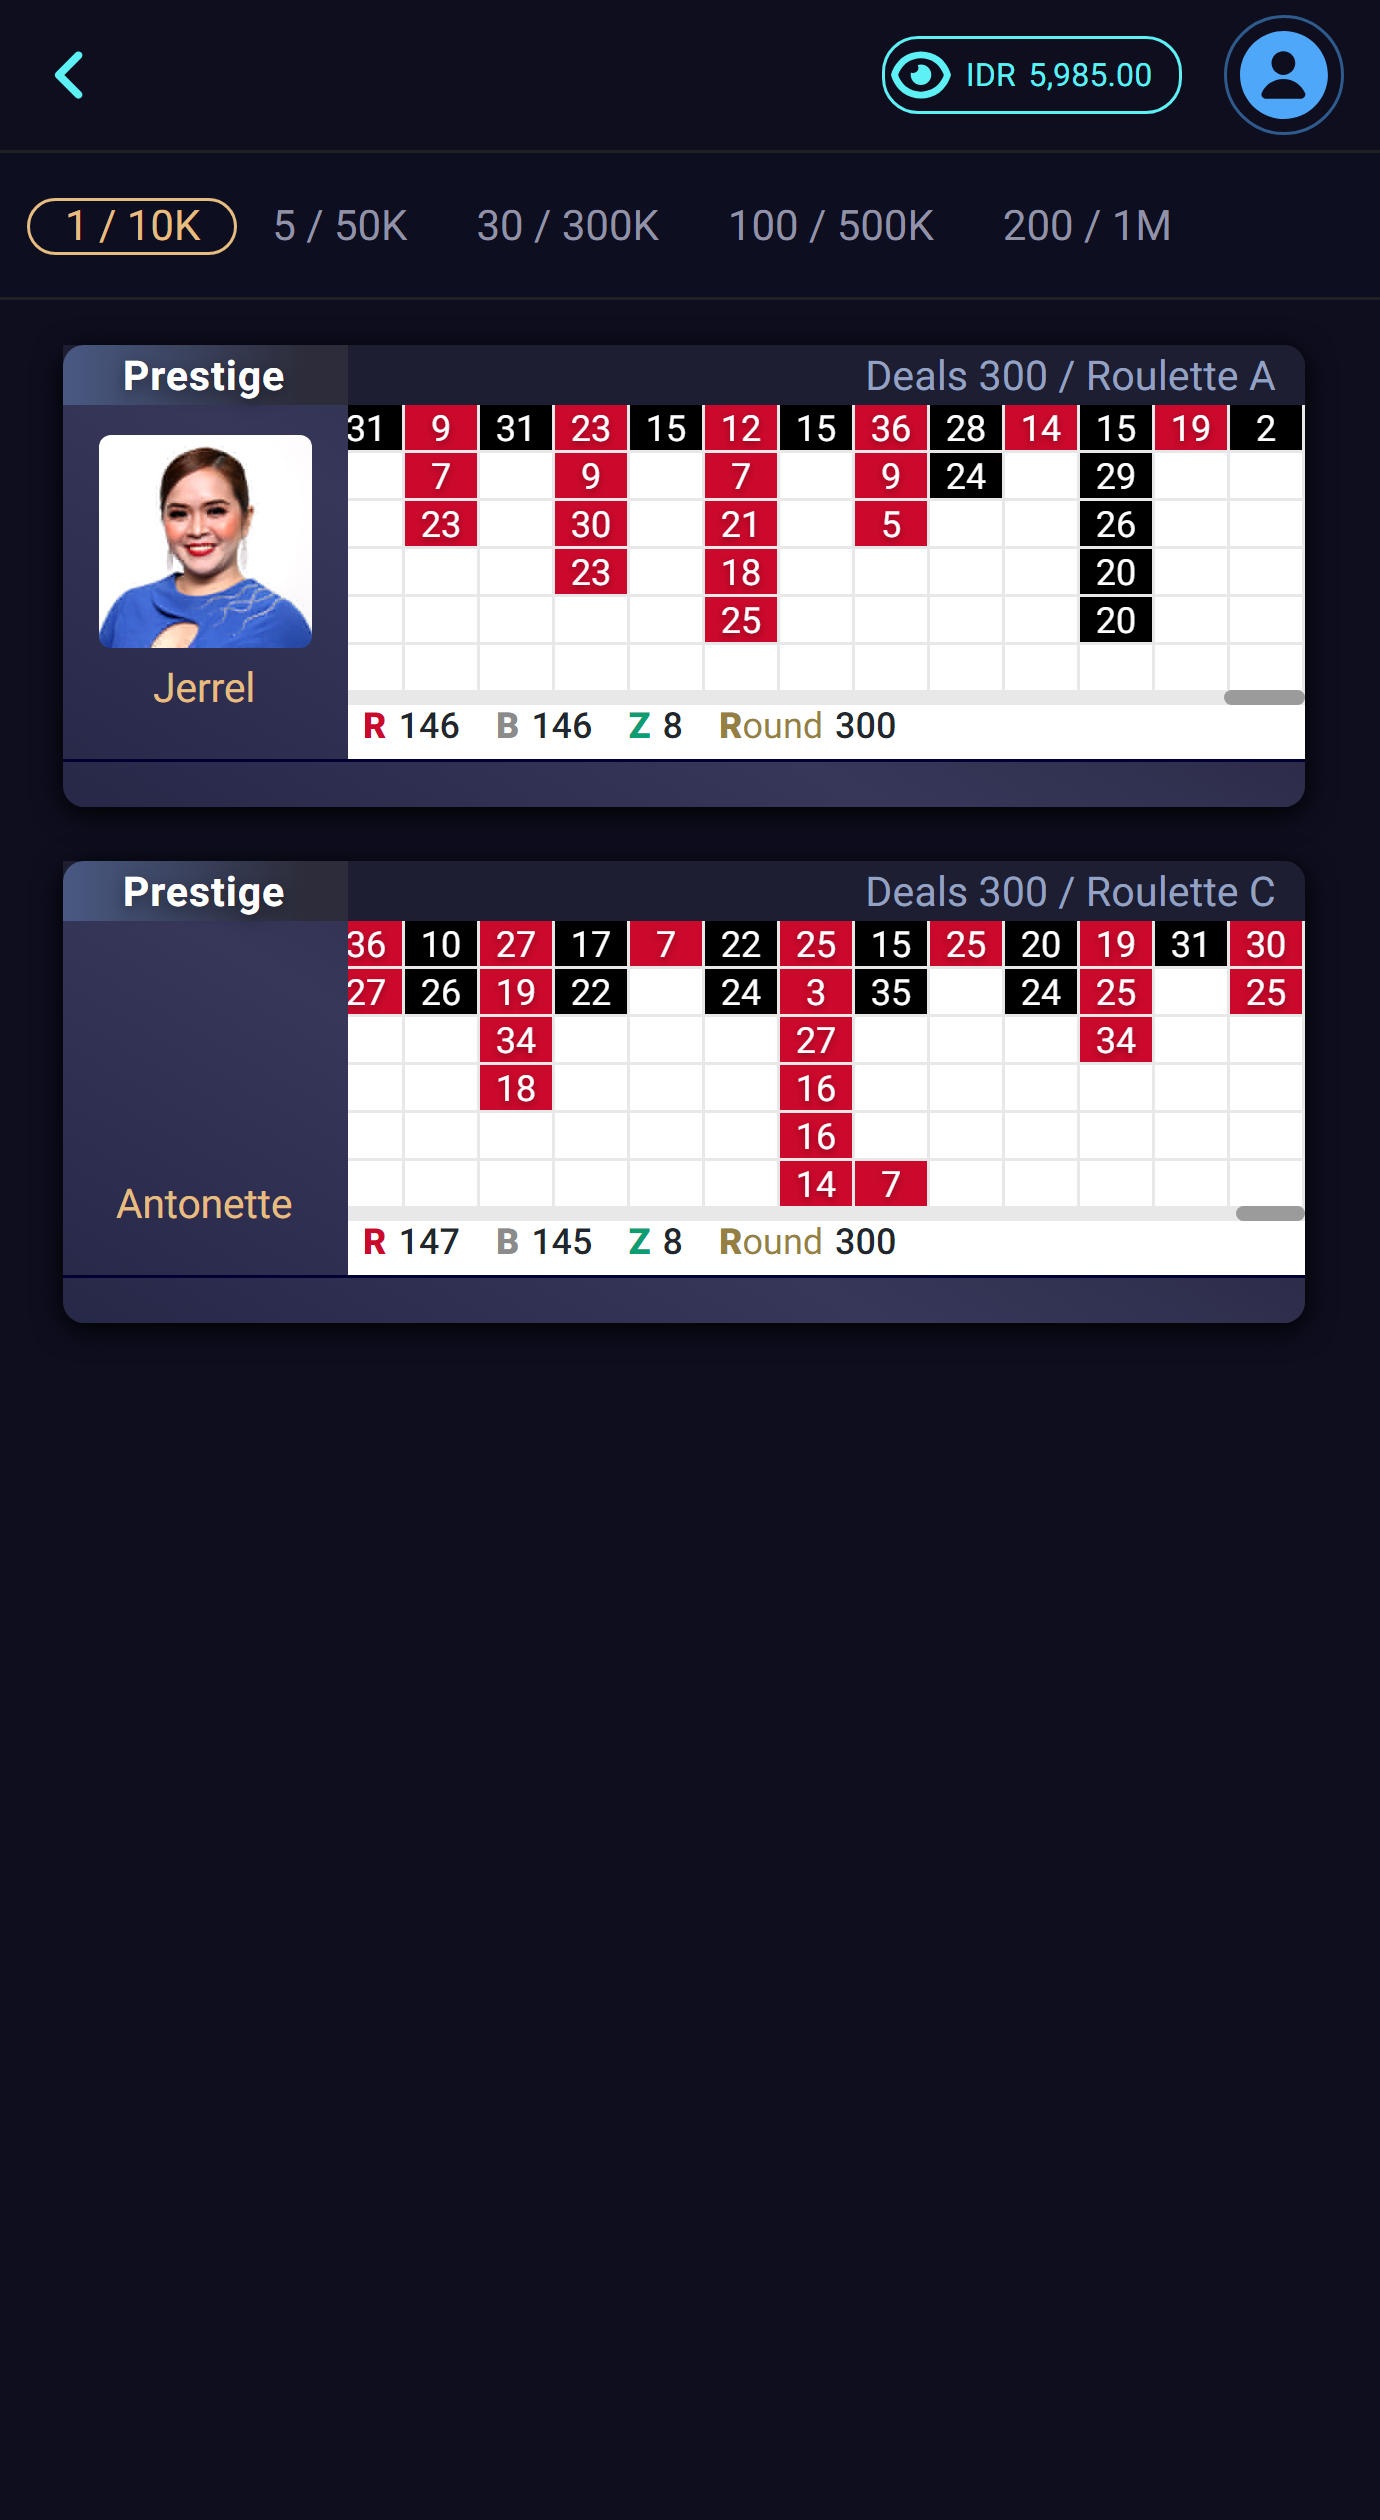 IDR 5,985.00
1 / 10K 5 / 50K 30 / 300K 100 / 500K 200 / 1M
Prestige Deals 300 / Roulette A
31 9 31 23 15 12 15 36 28 14 15 19 2
7 9 7 9 24 29
23 30 21 5 26
23 18 20
25 20
Jerrel
R 146 B 146 Z 8 Round 300
Prestige Deals 300 / Roulette C
36 10 27 17 7 22 25 15 25 20 19 31 30
27 26 19 22 24 3 35 24 25 25
34 27 34
18 16
16
14 7
Antonette
R 147 B 145 Z 8 Round 300